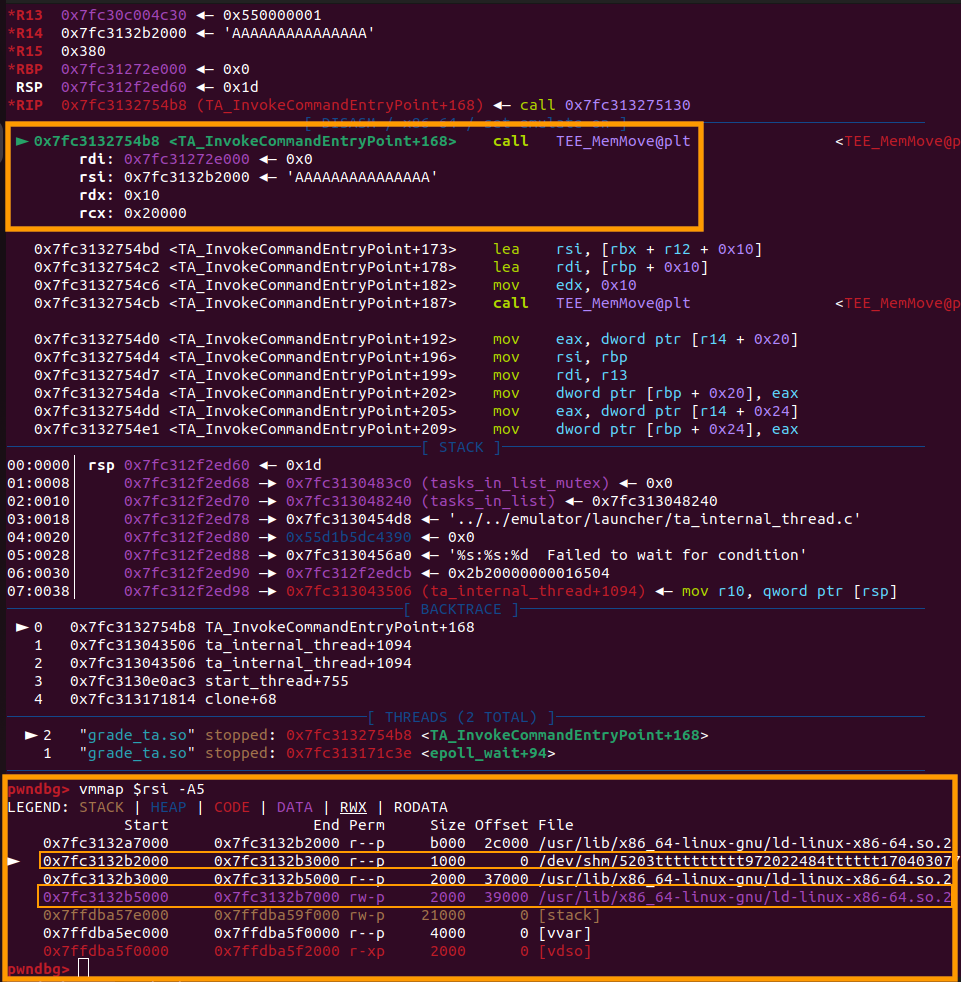 *R13  0x7fc30c004c30 ◂— 0x550000001
*R14  0x7fc3132b2000 ◂— 'AAAAAAAAAAAAAAA'
*R15  0x380
*RBP  0x7fc31272e000 ◂— 0x0
 RSP  0x7fc312f2ed60 ◂— 0x1d
*RIP  0x7fc3132754b8 (TA_InvokeCommandEntryPoint+168) ◂— call 0x7fc313275130
[ DISASM / x86-64 / set emulate on ]
 ► 0x7fc3132754b8 <TA_InvokeCommandEntryPoint+168>    call   TEE_MemMove@plt                <TEE_MemMove@p
        rdi: 0x7fc31272e000 ◂— 0x0
        rsi: 0x7fc3132b2000 ◂— 'AAAAAAAAAAAAAAA'
        rdx: 0x10
        rcx: 0x20000
   0x7fc3132754bd <TA_InvokeCommandEntryPoint+173>    lea    rsi, [rbx + r12 + 0x10]
   0x7fc3132754c2 <TA_InvokeCommandEntryPoint+178>    lea    rdi, [rbp + 0x10]
   0x7fc3132754c6 <TA_InvokeCommandEntryPoint+182>    mov    edx, 0x10
   0x7fc3132754cb <TA_InvokeCommandEntryPoint+187>    call   TEE_MemMove@plt                <TEE_MemMove@p
   0x7fc3132754d0 <TA_InvokeCommandEntryPoint+192>    mov    eax, dword ptr [r14 + 0x20]
   0x7fc3132754d4 <TA_InvokeCommandEntryPoint+196>    mov    rsi, rbp
   0x7fc3132754d7 <TA_InvokeCommandEntryPoint+199>    mov    rdi, r13
   0x7fc3132754da <TA_InvokeCommandEntryPoint+202>    mov    dword ptr [rbp + 0x20], eax
   0x7fc3132754dd <TA_InvokeCommandEntryPoint+205>    mov    eax, dword ptr [r14 + 0x24]
   0x7fc3132754e1 <TA_InvokeCommandEntryPoint+209>    mov    dword ptr [rbp + 0x24], eax
[ STACK ]
00:0000│ rsp 0x7fc312f2ed60 ◂— 0x1d
01:0008│     0x7fc312f2ed68 —▸ 0x7fc3130483c0 (tasks_in_list_mutex) ◂— 0x0
02:0010│     0x7fc312f2ed70 —▸ 0x7fc313048240 (tasks_in_list) ◂— 0x7fc313048240
03:0018│     0x7fc312f2ed78 —▸ 0x7fc3130454d8 ◂— '../../emulator/launcher/ta_internal_thread.c'
04:0020│     0x7fc312f2ed80 —▸ 0x55d1b5dc4390 ◂— 0x0
05:0028│     0x7fc312f2ed88 —▸ 0x7fc3130456a0 ◂— '%s:%s:%d  Failed to wait for condition'
06:0030│     0x7fc312f2ed90 —▸ 0x7fc312f2edcb ◂— 0x2b20000000016504
07:0038│     0x7fc312f2ed98 —▸ 0x7fc313043506 (ta_internal_thread+1094) ◂— mov r10, qword ptr [rsp]
[ BACKTRACE ]
 ► 0   0x7fc3132754b8 TA_InvokeCommandEntryPoint+168
   1   0x7fc313043506 ta_internal_thread+1094
   2   0x7fc313043506 ta_internal_thread+1094
   3   0x7fc3130e0ac3 start_thread+755
   4   0x7fc313171814 clone+68
[ THREADS (2 TOTAL) ]
  ► 2   "grade_ta.so" stopped: 0x7fc3132754b8 <TA_InvokeCommandEntryPoint+168>
    1   "grade_ta.so" stopped: 0x7fc313171c3e <epoll_wait+94>
pwndbg> vmmap $rsi -A5
LEGEND: STACK | HEAP | CODE | DATA | RWX | RODATA
             Start                End Perm     Size Offset File
    0x7fc3132a7000     0x7fc3132b2000 r--p     b000  2c000 /usr/lib/x86_64-linux-gnu/ld-linux-x86-64.so.2
►   0x7fc3132b2000     0x7fc3132b3000 r--p     1000      0 /dev/shm/5203tttttttttt972022484tttttt170403077
    0x7fc3132b3000     0x7fc3132b5000 r--p     2000  37000 /usr/lib/x86_64-linux-gnu/ld-linux-x86-64.so.2
    0x7fc3132b5000     0x7fc3132b7000 rw-p     2000  39000 /usr/lib/x86_64-linux-gnu/ld-linux-x86-64.so.2
    0x7ffdba57e000     0x7ffdba59f000 rw-p    21000      0 [stack]
    0x7ffdba5ec000     0x7ffdba5f0000 r--p     4000      0 [vvar]
    0x7ffdba5f0000     0x7ffdba5f2000 r-xp     2000      0 [vdso]
pwndbg>